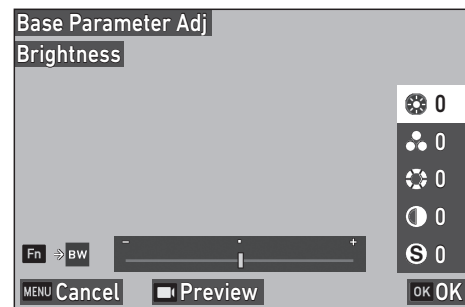 Base Parameter Adj
Brightness
0
0
0
0
S 0
Fn → BW
- +
MENU Cancel Preview OK OK